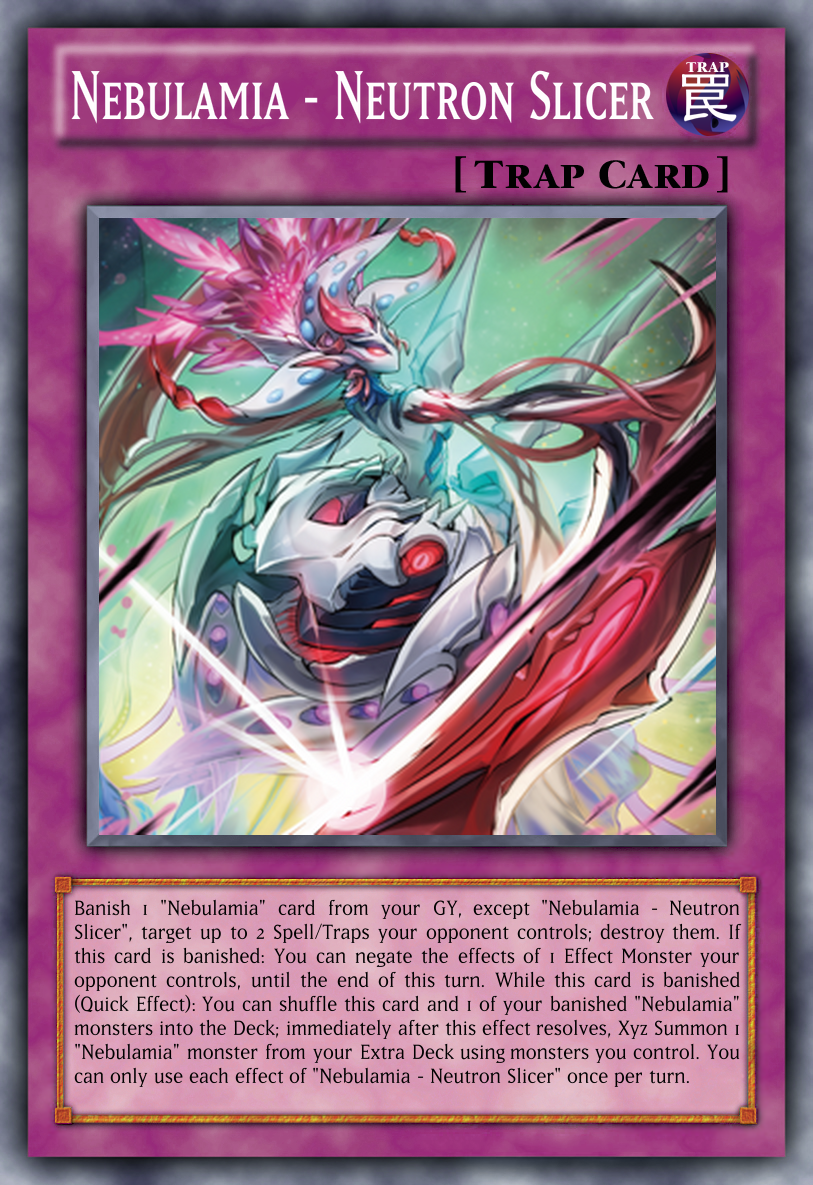 Nebulamia - Neutron Slicer
TRAP
罠
[Trap Card]
Banish 1 "Nebulamia" card from your GY, except "Nebulamia - Neutron
Slicer", target up to 2 Spell/Traps your opponent controls; destroy them. If
this card is banished: You can negate the effects of 1 Effect Monster your
opponent controls, until the end of this turn. While this card is banished
(Quick Effect): You can shuffle this card and 1 of your banished "Nebulamia"
monsters into the Deck; immediately after this effect resolves, Xyz Summon 1
"Nebulamia" monster from your Extra Deck using monsters you control. You
can only use each effect of "Nebulamia - Neutron Slicer" once per turn.